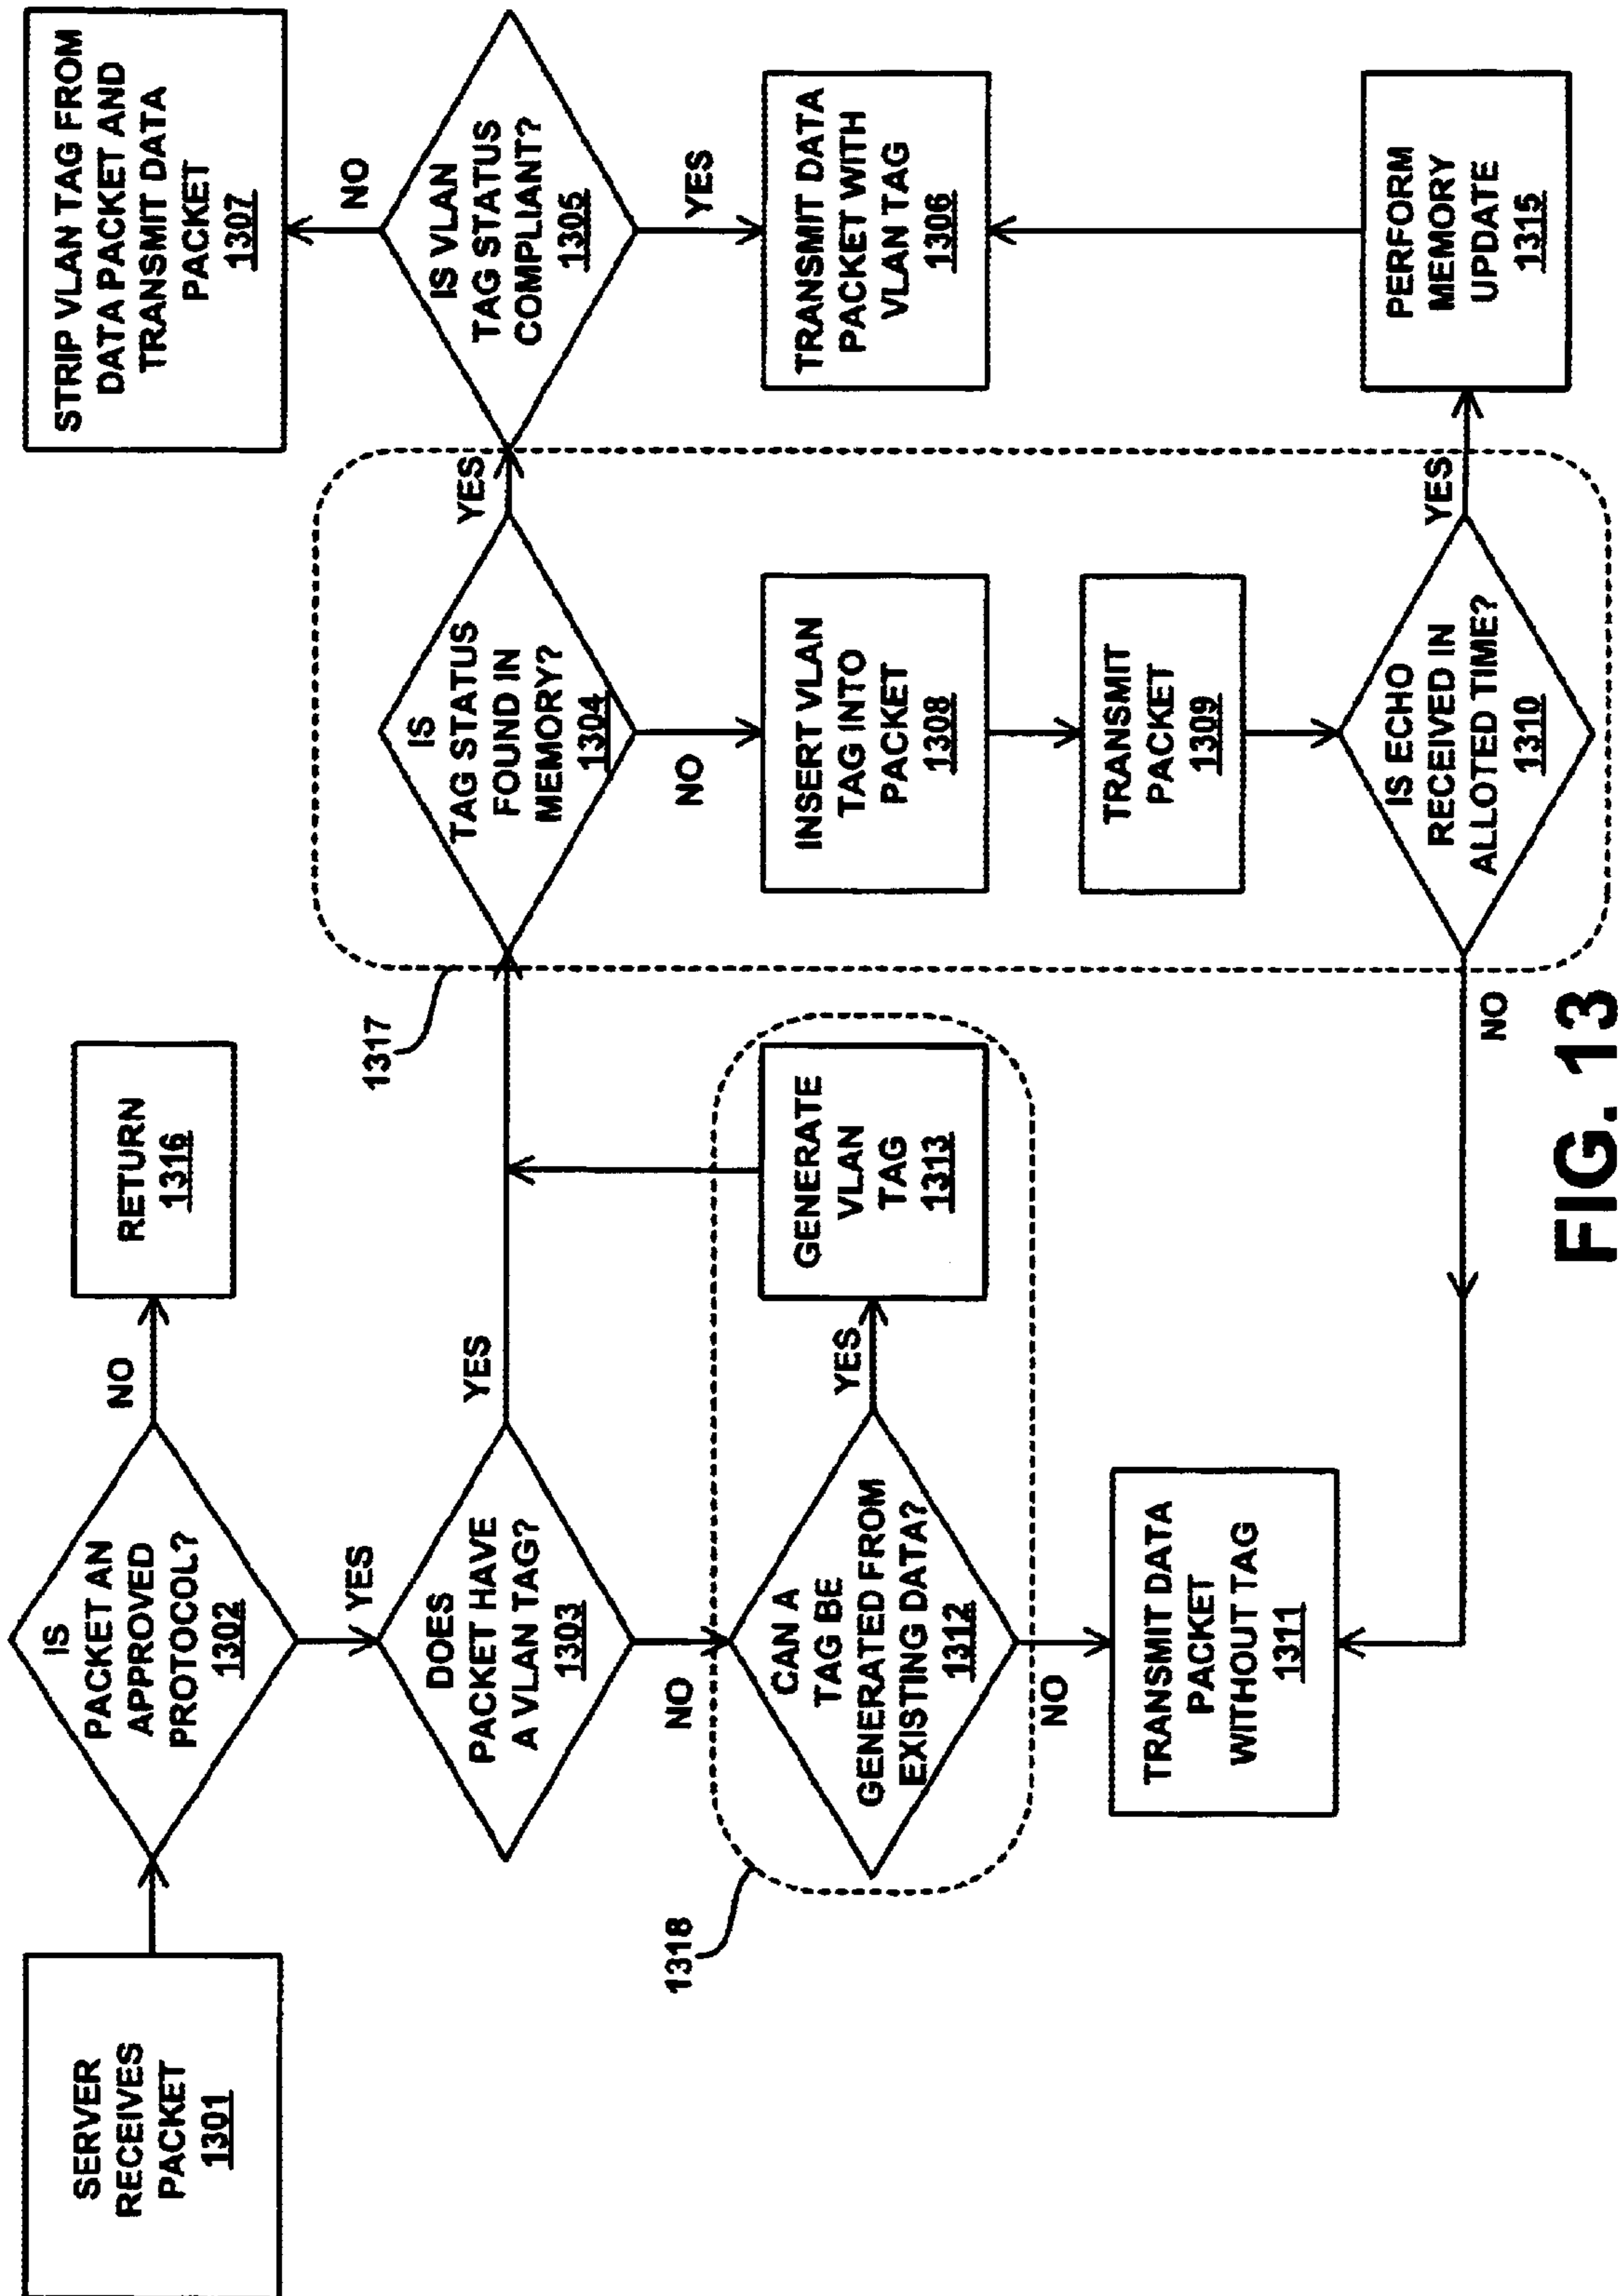 SERVER
RECEIVES
PACKET
1301
IS
PACKET AN
APPROVED
PROTOCOL?
1302
NO
RETURN
1316
YES
DOES
PACKET HAVE
A VLAN TAG?
1303
YES
NO
1318
CAN A
TAG BE
GENERATED FROM
EXISTING DATA?
1312
YES
GENERATE
VLAN
TAG
1313
NO
TRANSMIT DATA
PACKET
WITHOUT TAG
1311
1317
IS
TAG STATUS
FOUND IN
MEMORY?
1304
YES
NO
INSERT VLAN
TAG INTO
PACKET
1308
TRANSMIT
PACKET
1309
IS ECHO
RECEIVED IN
ALLOTED TIME?
1310
NO
YES
STRIP VLAN TAG FROM
DATA PACKET AND
TRANSMIT DATA
PACKET
1307
NO
IS VLAN
TAG STATUS
COMPLIANT?
1305
YES
TRANSMIT DATA
PACKET WITH
VLAN TAG
1306
PERFORM
MEMORY
UPDATE
1315
FIG. 13